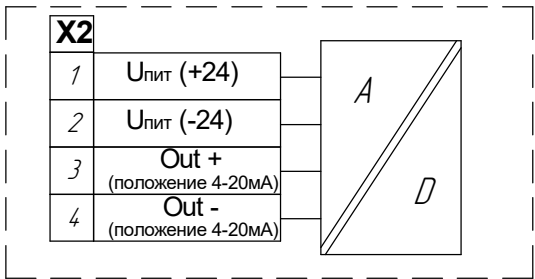 X2
1 Uпит (+24)
2 Uпит (-24)
3 Out +
(положение 4-20мА)
4 Out -
(положение 4-20мА)
A
D